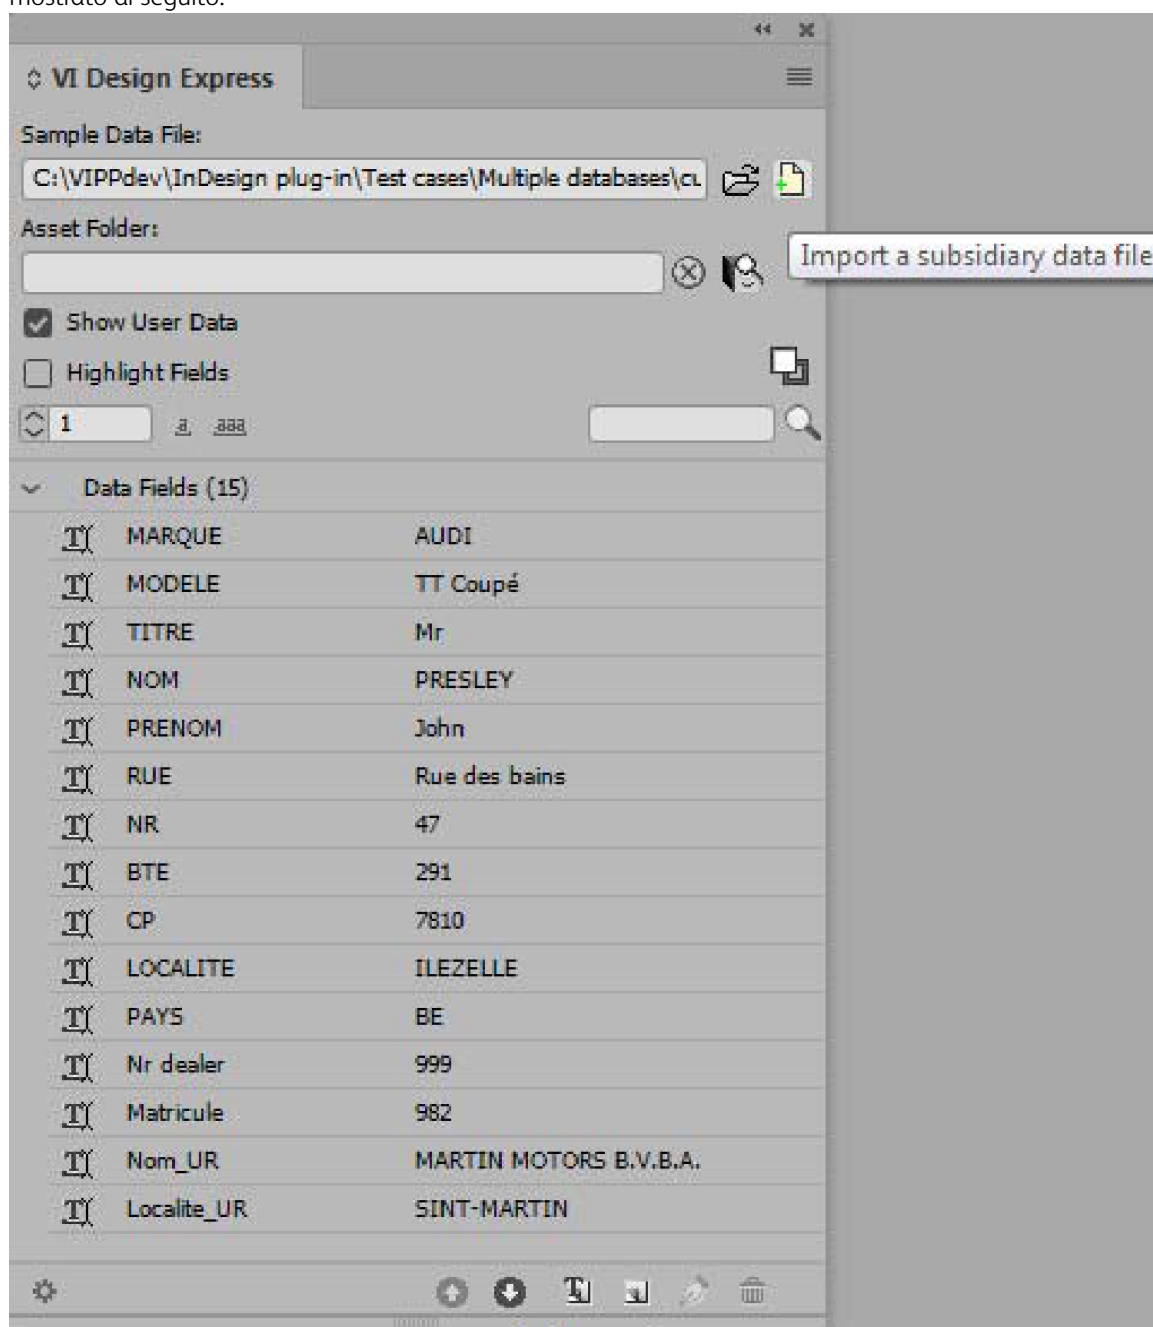 mostrato di seguito.
VI Design Express
Sample Data File:
C:\VIPPdev\InDesign plug-in\Test cases\Multiple databases\cu
Asset Folder:
Import a subsidiary data file
Show User Data
Highlight Fields
1 a aaa
Data Fields (15)
MARQUE AUDI
MODELE TT Coupé
TITRE Mr
NOM PRESLEY
PRENOM John
RUE Rue des bains
NR 47
BTE 291
CP 7810
LOCALITE ILEZELLE
PAYS BE
Nr dealer 999
Matricule 982
Nom_UR MARTIN MOTORS B.V.B.A.
Localite_UR SINT-MARTIN